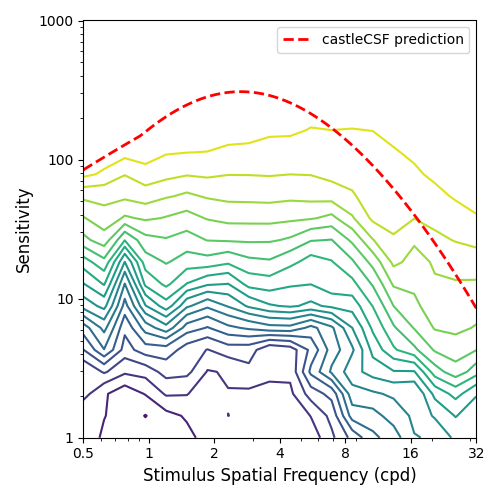 castleCSF prediction
1000
100
10
1
Sensitivity
0.5 1 2 4 8 16 32
Stimulus Spatial Frequency (cpd)